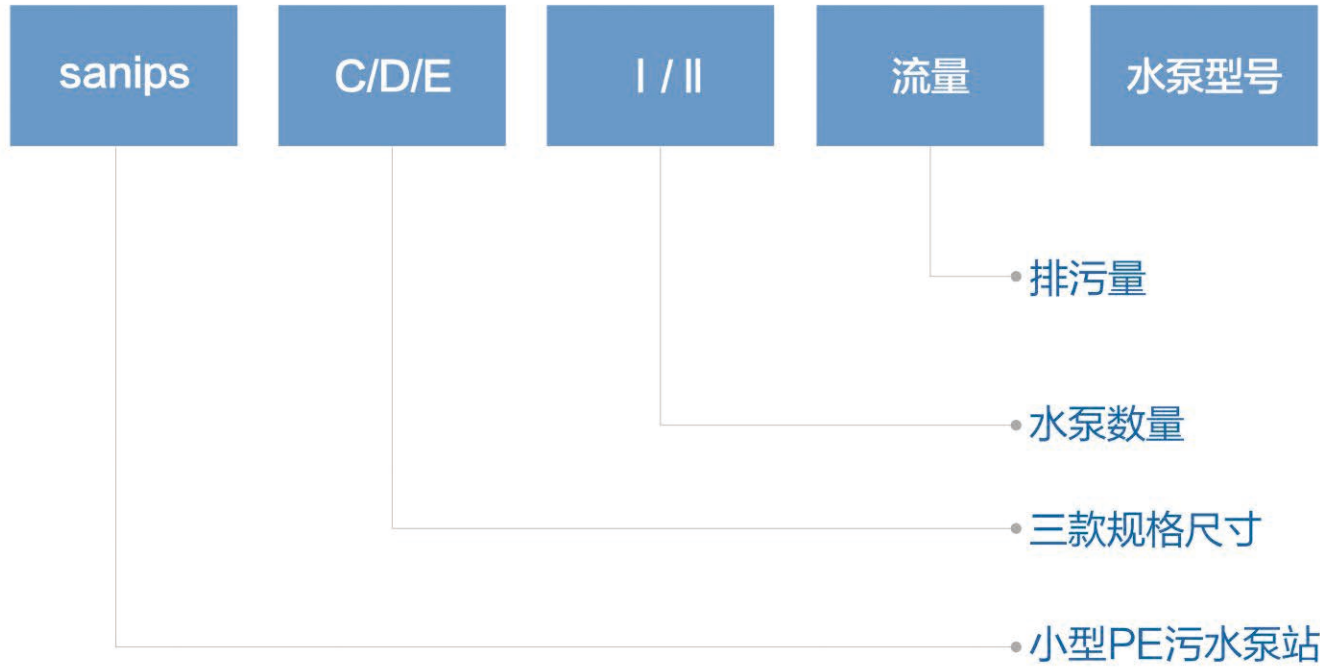 sanips
C/D/E
Ⅰ / Ⅱ
流量
水泵型号
排污量
水泵数量
三款规格尺寸
小型PE污水泵站